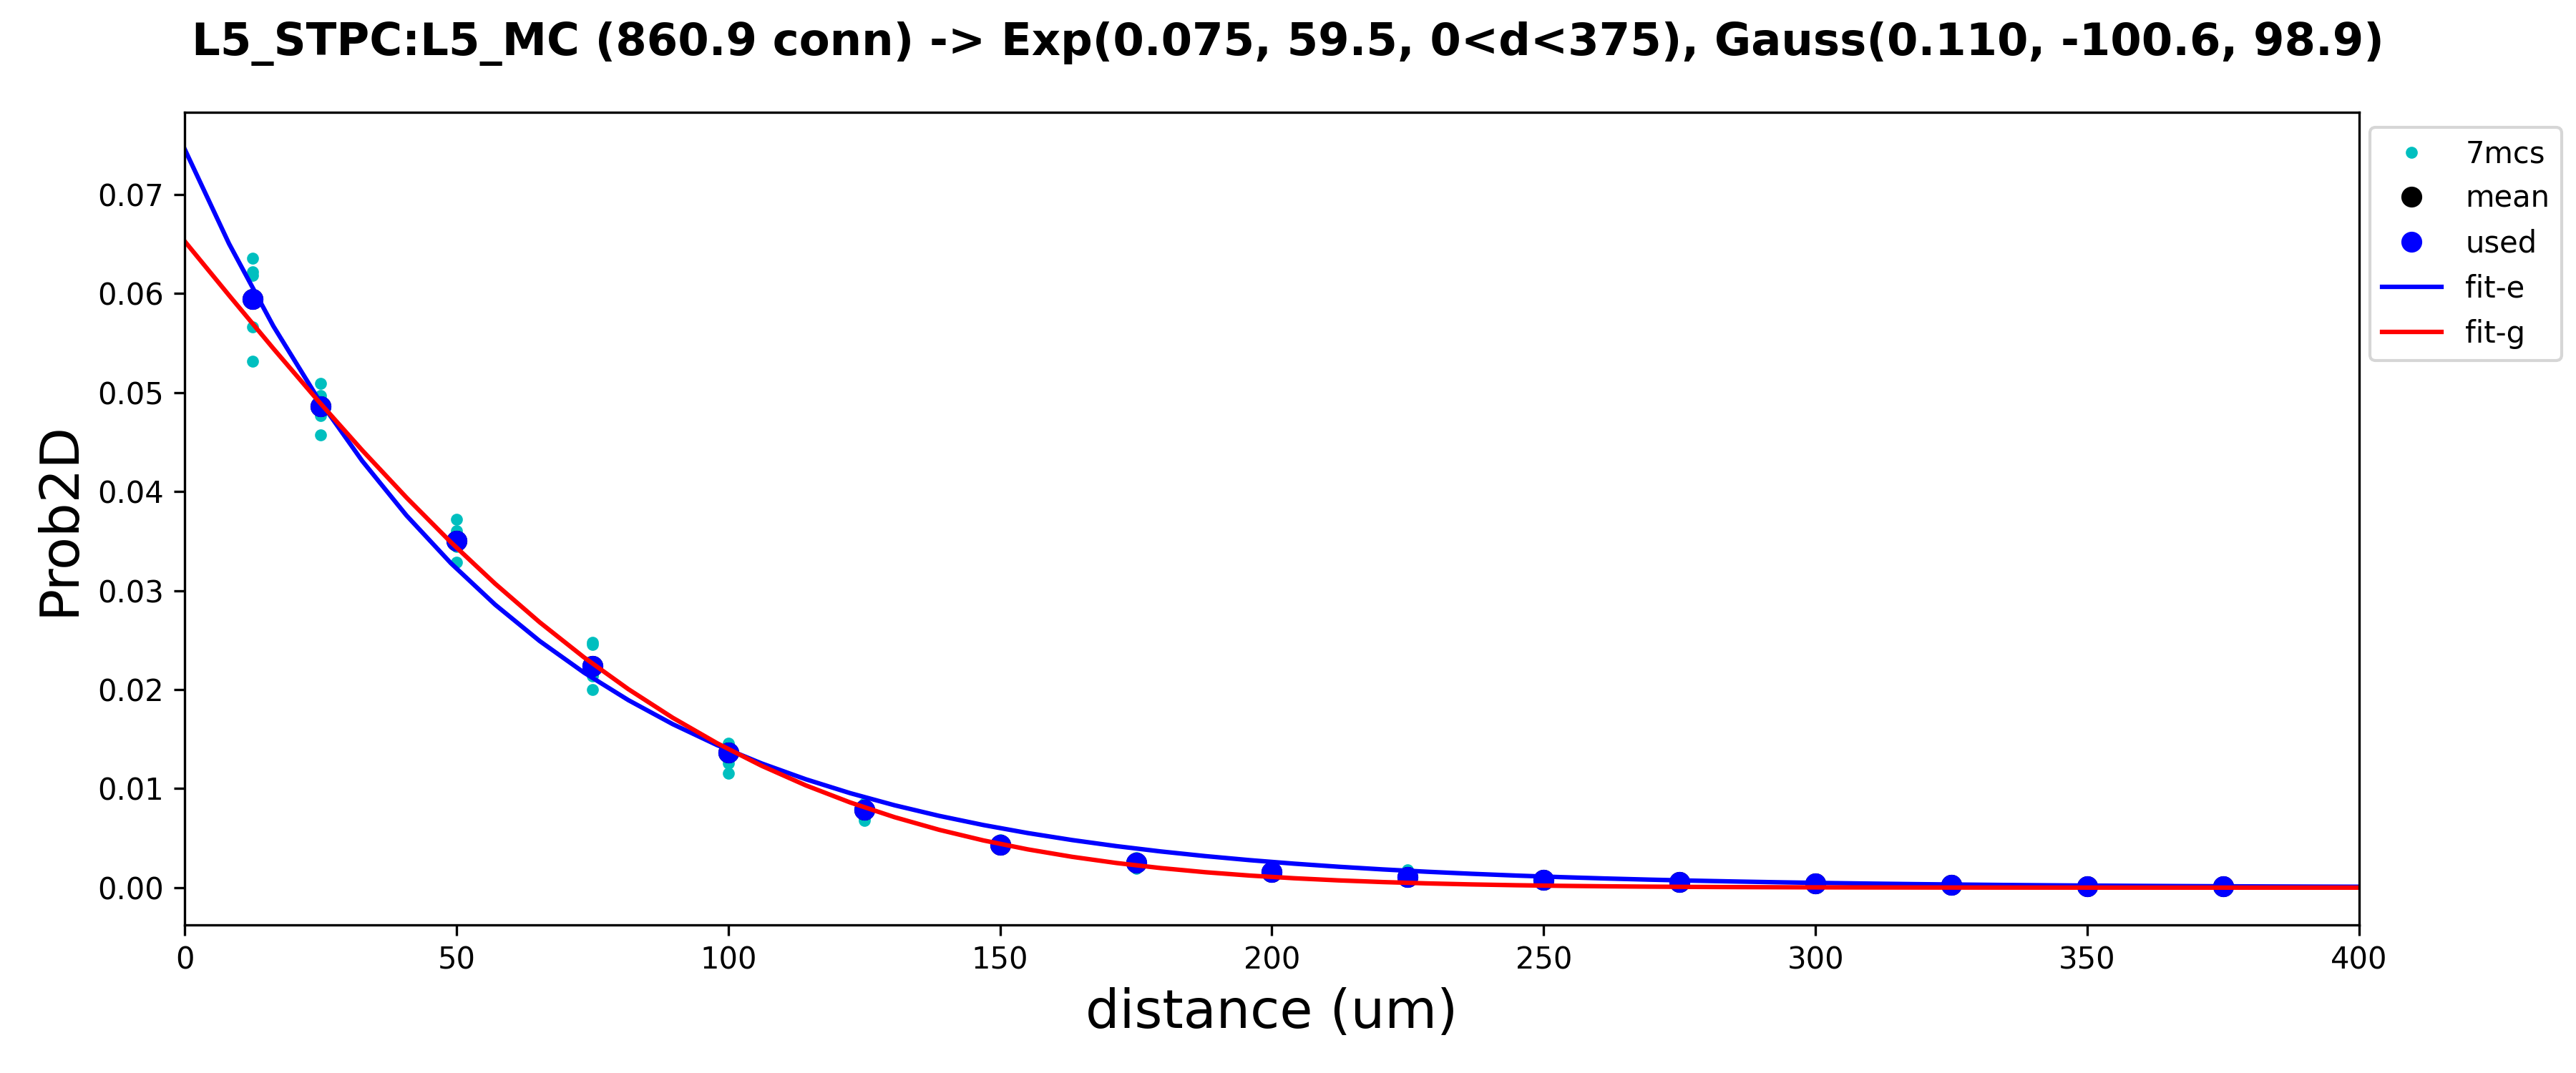 L5_STPC:L5_MC (860.9 conn) -> Exp(0.075, 59.5, 0<d<375), Gauss(0.110, -100.6, 98.9)
7mcs
mean
used
fit-e
fit-g
Prob2D
0.07
0.06
0.05
0.04
0.03
0.02
0.01
0.00
0 50 100 150 200 250 300 350 400
distance (um)